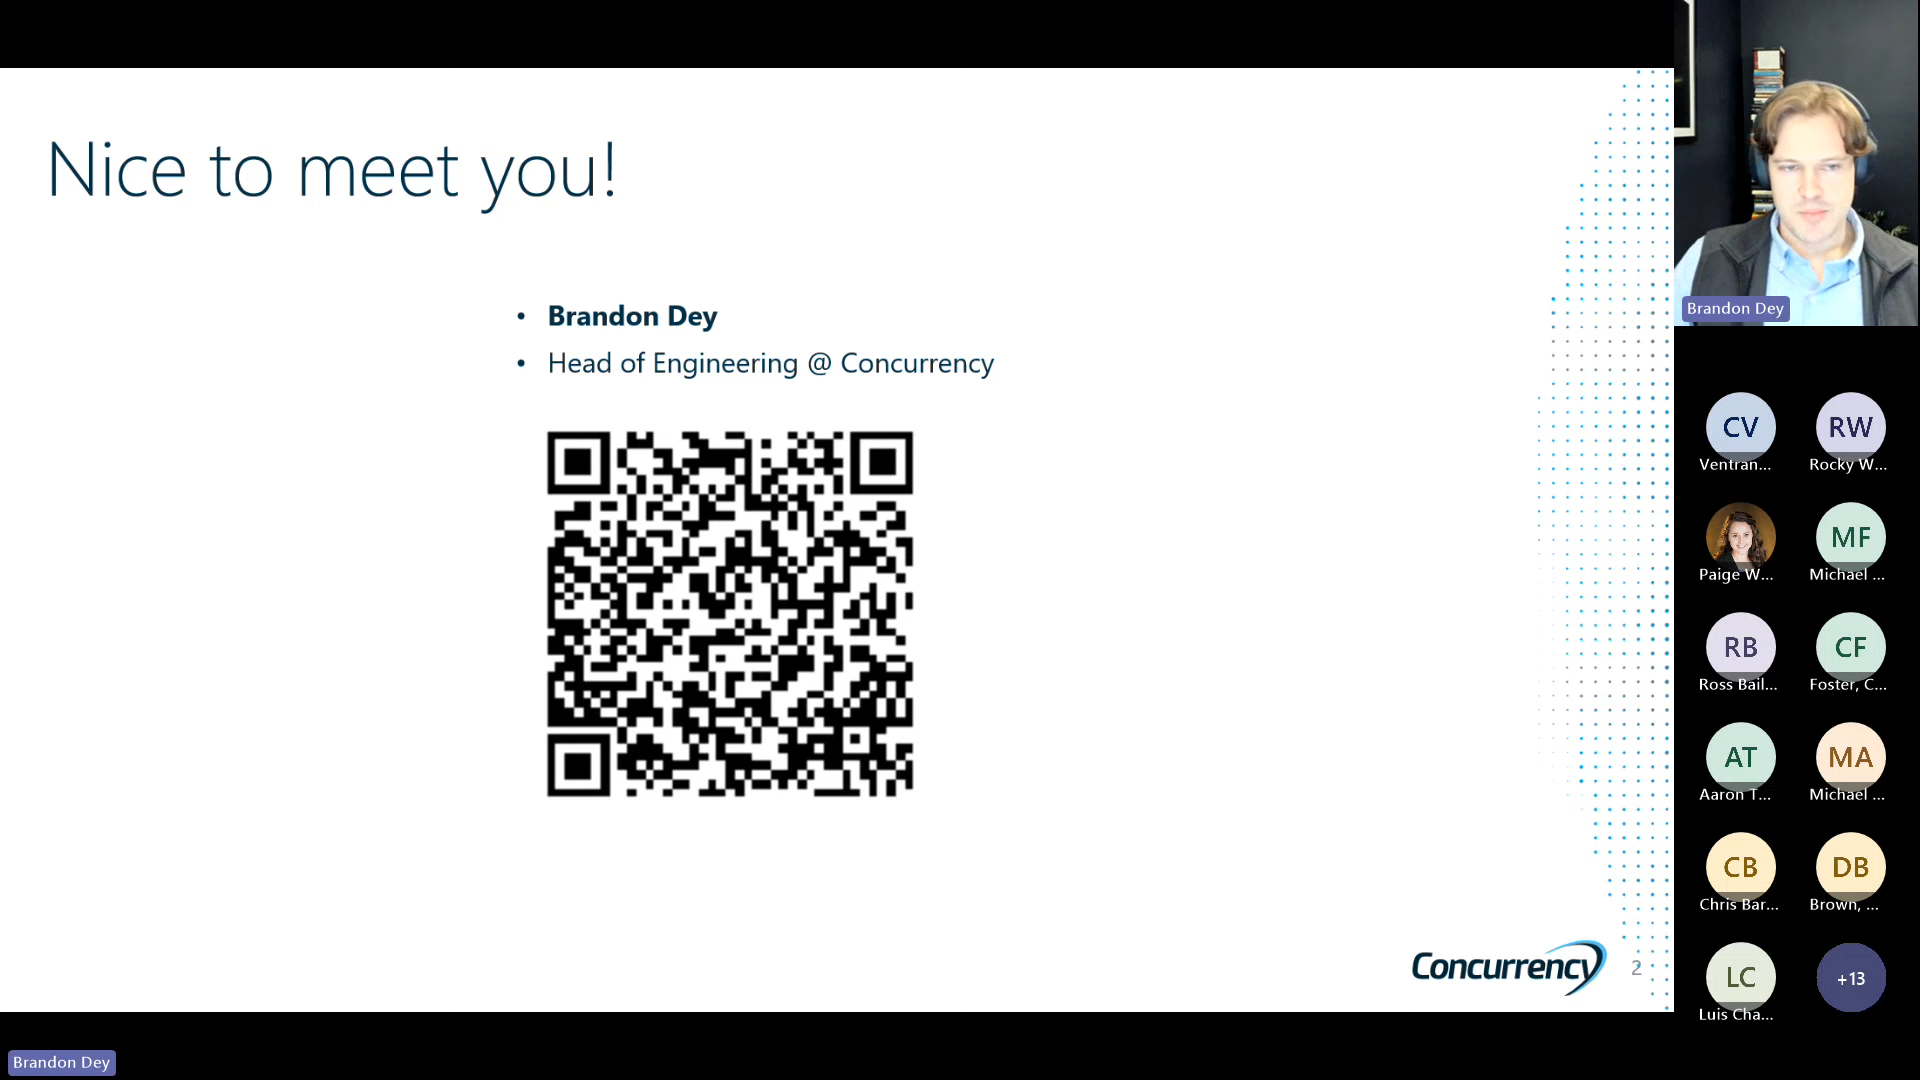 Nice to meet you!
• Brandon Dey
• Head of Engineering @ Concurrency
Concurrency
2
Brandon Dey
CV
RW
Ventran...
Rocky W...
MF
Paige W...
Michael ...
RB
CF
Ross Bail...
Foster, C...
AT
MA
Aaron T...
Michael ...
CB
DB
Chris Bar...
Brown, ...
LC
+13
Luis Cha...
Brandon Dey